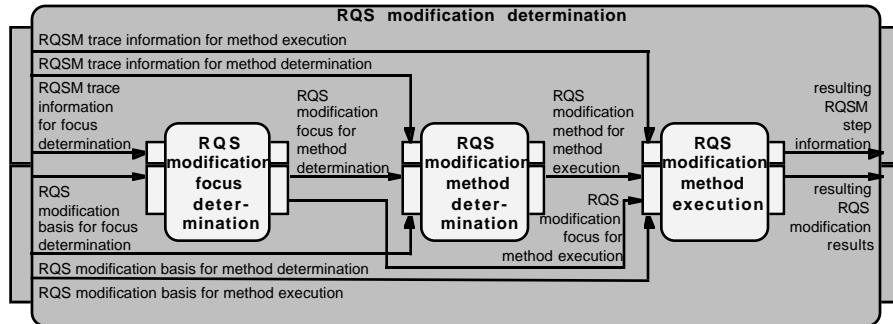 RQS modification determination
RQSM trace information for method execution
RQSM trace information for method determination
RQSM trace
information
for focus
determination
RQS
modification
focus
deter-
mination
RQS
modification
focus for
method
determination
RQS
modification
method
deter-
mination
RQS
modification
method for
method
execution
RQS
modification
method
execution
resulting
RQSM
step
information
resulting
RQS
modification
results
RQS
modification
basis for focus
determination
RQS
modification
focus for
method execution
RQS modification basis for method determination
RQS modification basis for method execution